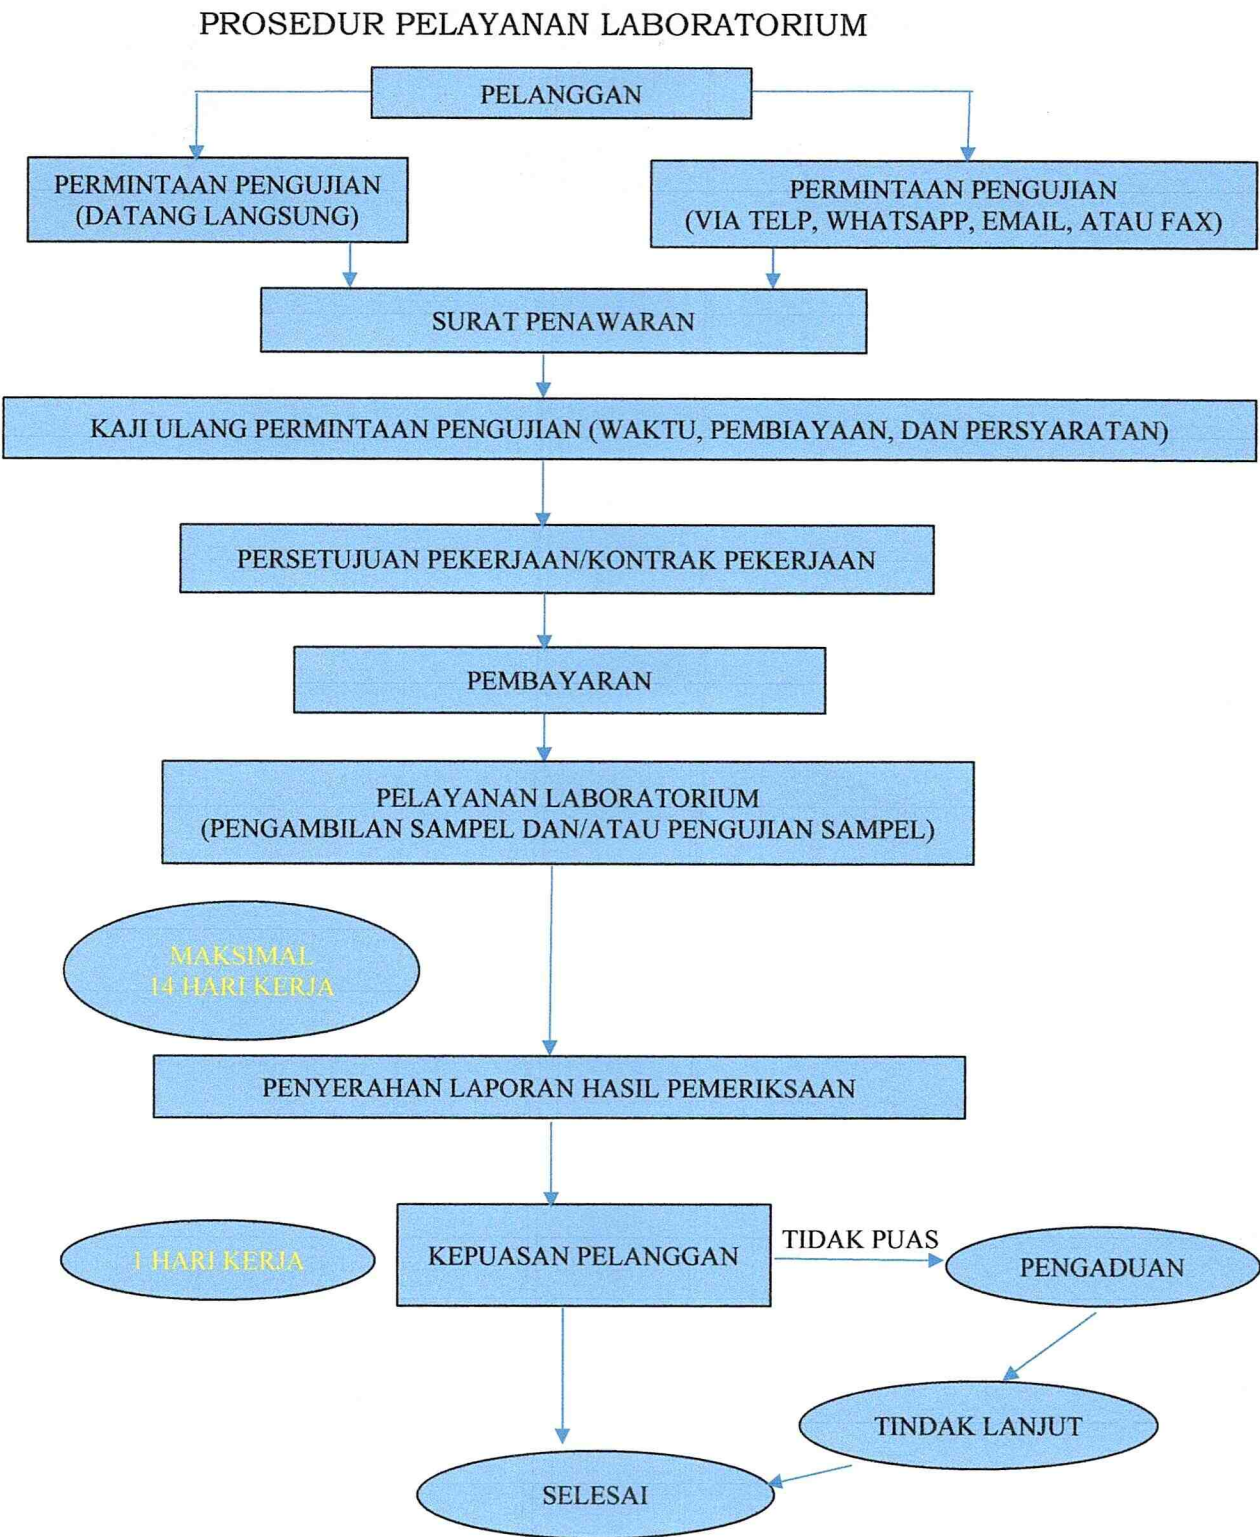 PROSEDUR PELAYANAN LABORATORIUM
PELANGGAN
PERMINTAAN PENGUJIAN
(DATANG LANGSUNG)
PERMINTAAN PENGUJIAN
(VIA TELP, WHATSAPP, EMAIL, ATAU FAX)
SURAT PENAWARAN
KAJI ULANG PERMINTAAN PENGUJIAN (WAKTU, PEMBIAYAAN, DAN PERSYARATAN)
PERSETUJUAN PEKERJAAN/KONTRAK PEKERJAAN
PEMBAYARAN
PELAYANAN LABORATORIUM
(PENGAMBILAN SAMPEL DAN/ATAU PENGUJIAN SAMPEL)
MAKSIMAL
14 HARI KERJA
PENYERAHAN LAPORAN HASIL PEMERIKSAAN
1 HARI KERJA
KEPUASAN PELANGGAN
TIDAK PUAS
PENGADUAN
TINDAK LANJUT
SELESAI